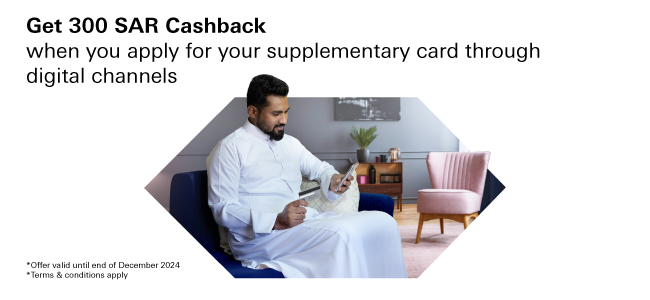 Get 300 SAR Cashback
when you apply for your supplementary card through
digital channels
*Offer valid until end of December 2024
*Terms & conditions apply